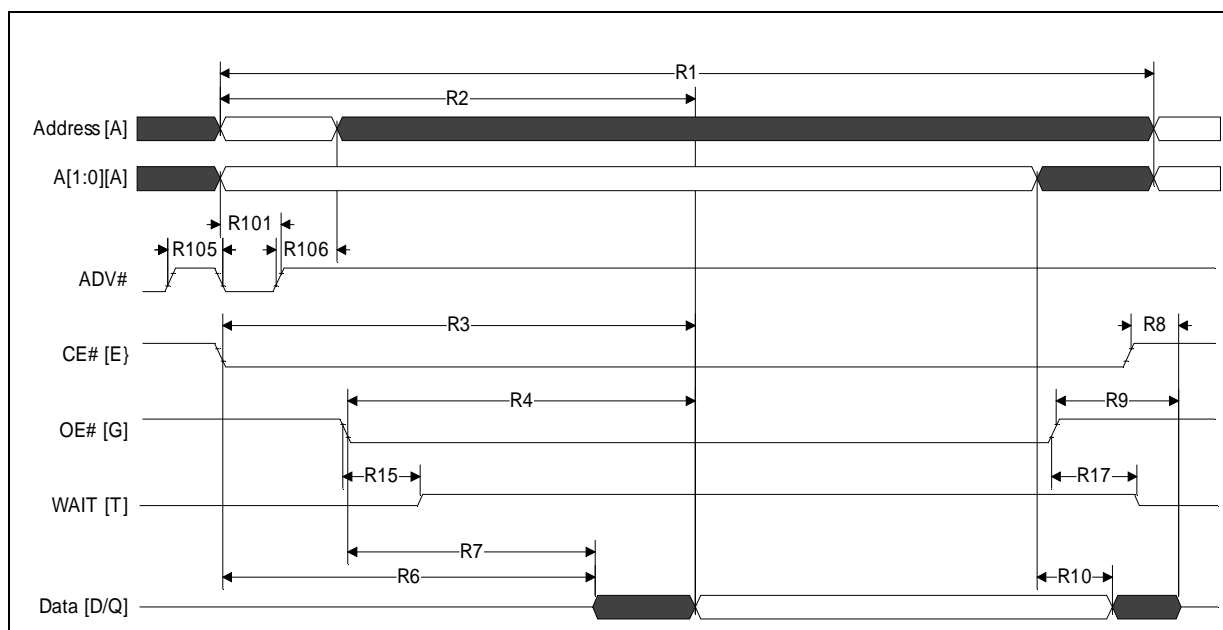 R1
R2
Address [A]
A[1:0][A]
R101
R105
R106
ADV#
R3
R8
CE# [E}
R4
R9
OE# [G]
R15
R17
WAIT [T]
R7
R6
R10
Data [D/Q]